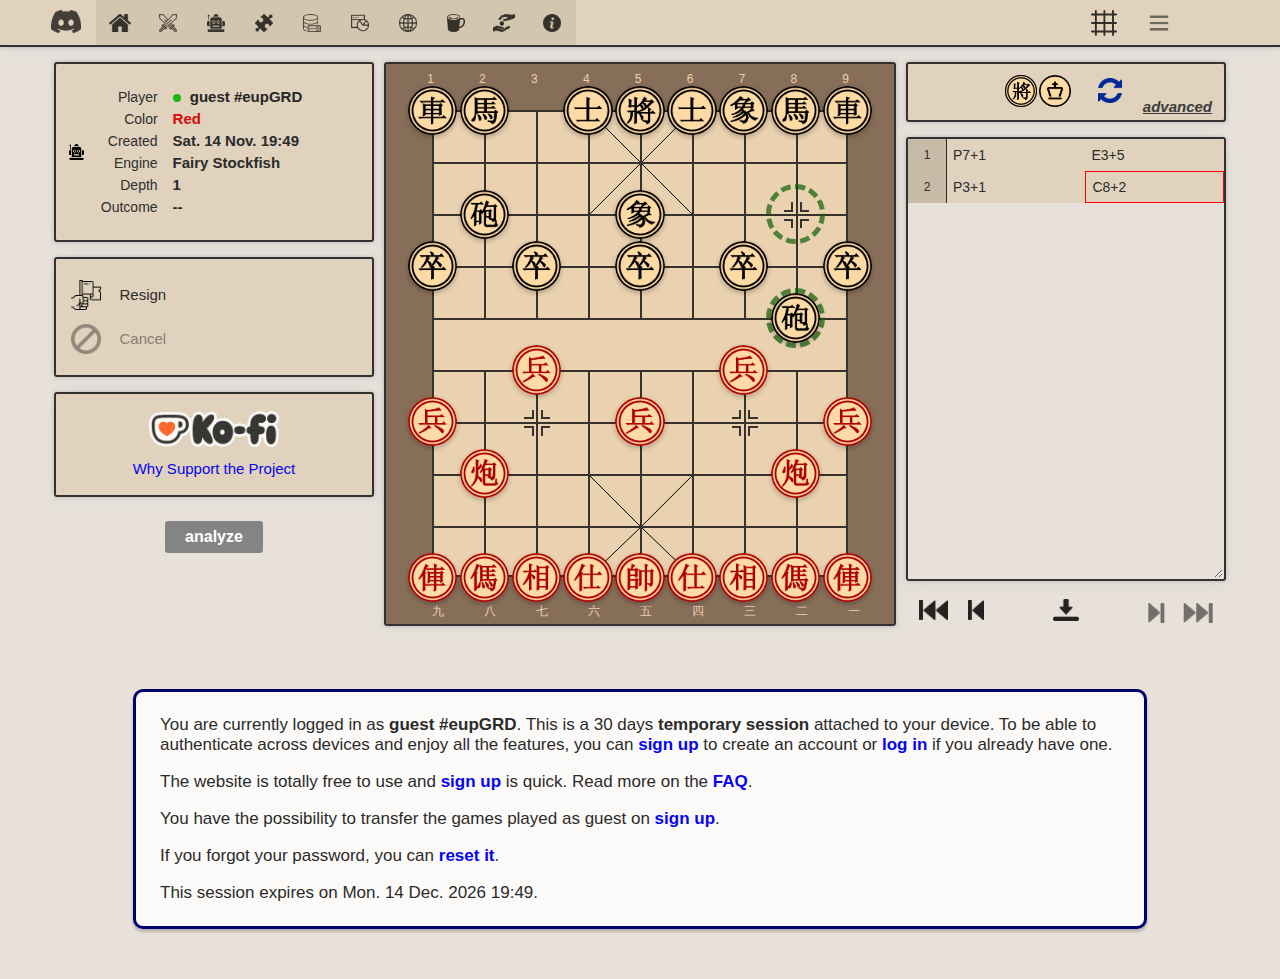 Player guest #eupGRD
Color Red
Created Sat. 14 Nov. 19:49
Engine Fairy Stockfish
Depth 1
Outcome --
Resign
Cancel
Ko-fi
Why Support the Project
analyze
1 2 3 4 5 6 7 8 9
車 馬 士 將 士 象 馬 車
砲 象
卒 卒 卒 卒 卒
砲
兵 兵
兵 兵 兵
炮 炮
俥 傌 相 仕 帥 仕 相 傌 俥
九 八 七 六 五 四 三 二 一
將
advanced
1 P7+1 E3+5
2 P3+1 C8+2
You are currently logged in as guest #eupGRD. This is a 30 days temporary session attached to your device. To be able to
authenticate across devices and enjoy all the features, you can sign up to create an account or log in if you already have one.
The website is totally free to use and sign up is quick. Read more on the FAQ.
You have the possibility to transfer the games played as guest on sign up.
If you forgot your password, you can reset it.
This session expires on Mon. 14 Dec. 2026 19:49.